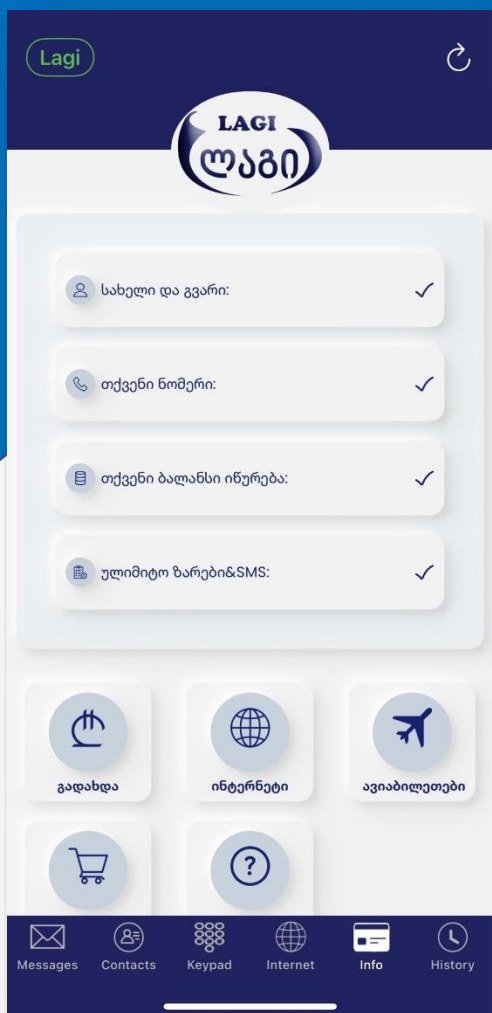 Lagi
LAGI
ლაგი
სახელი და გვარი:
თქვენი ნომერი:
თქვენი ბალანსი იწურება:
ულიმიტო ზარები&SMS:
გადახდა ინტერნეტი ავიაბილეთები
Messages Contacts Keypad Internet Info History